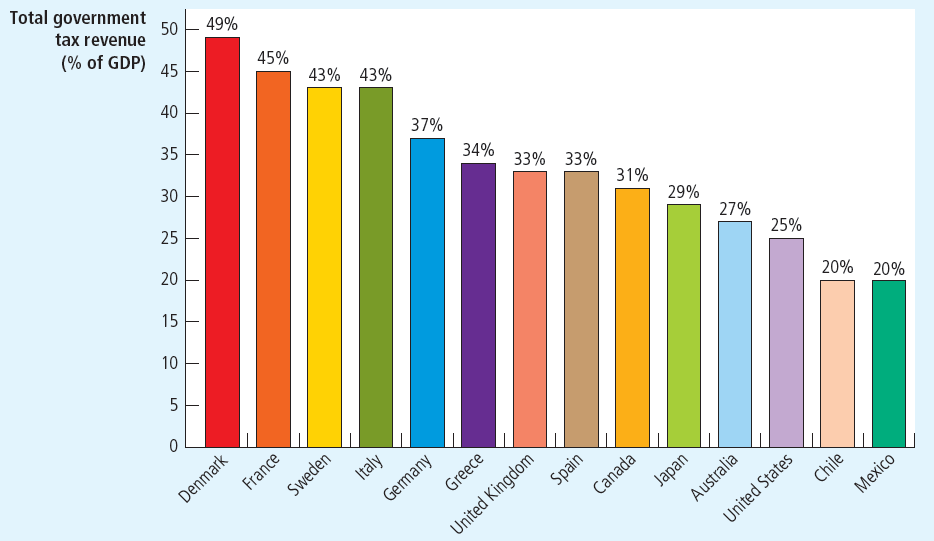 Total government
tax revenue
(% of GDP)
50
45
40
35
30
25
20
15
10
5
0
49%
45%
43%
43%
37%
34%
33%
33%
31%
29%
27%
25%
20%
20%
Denmark
France
Sweden
Italy
Germany
Greece
United Kingdom
Spain
Canada
Japan
Australia
United States
Chile
Mexico